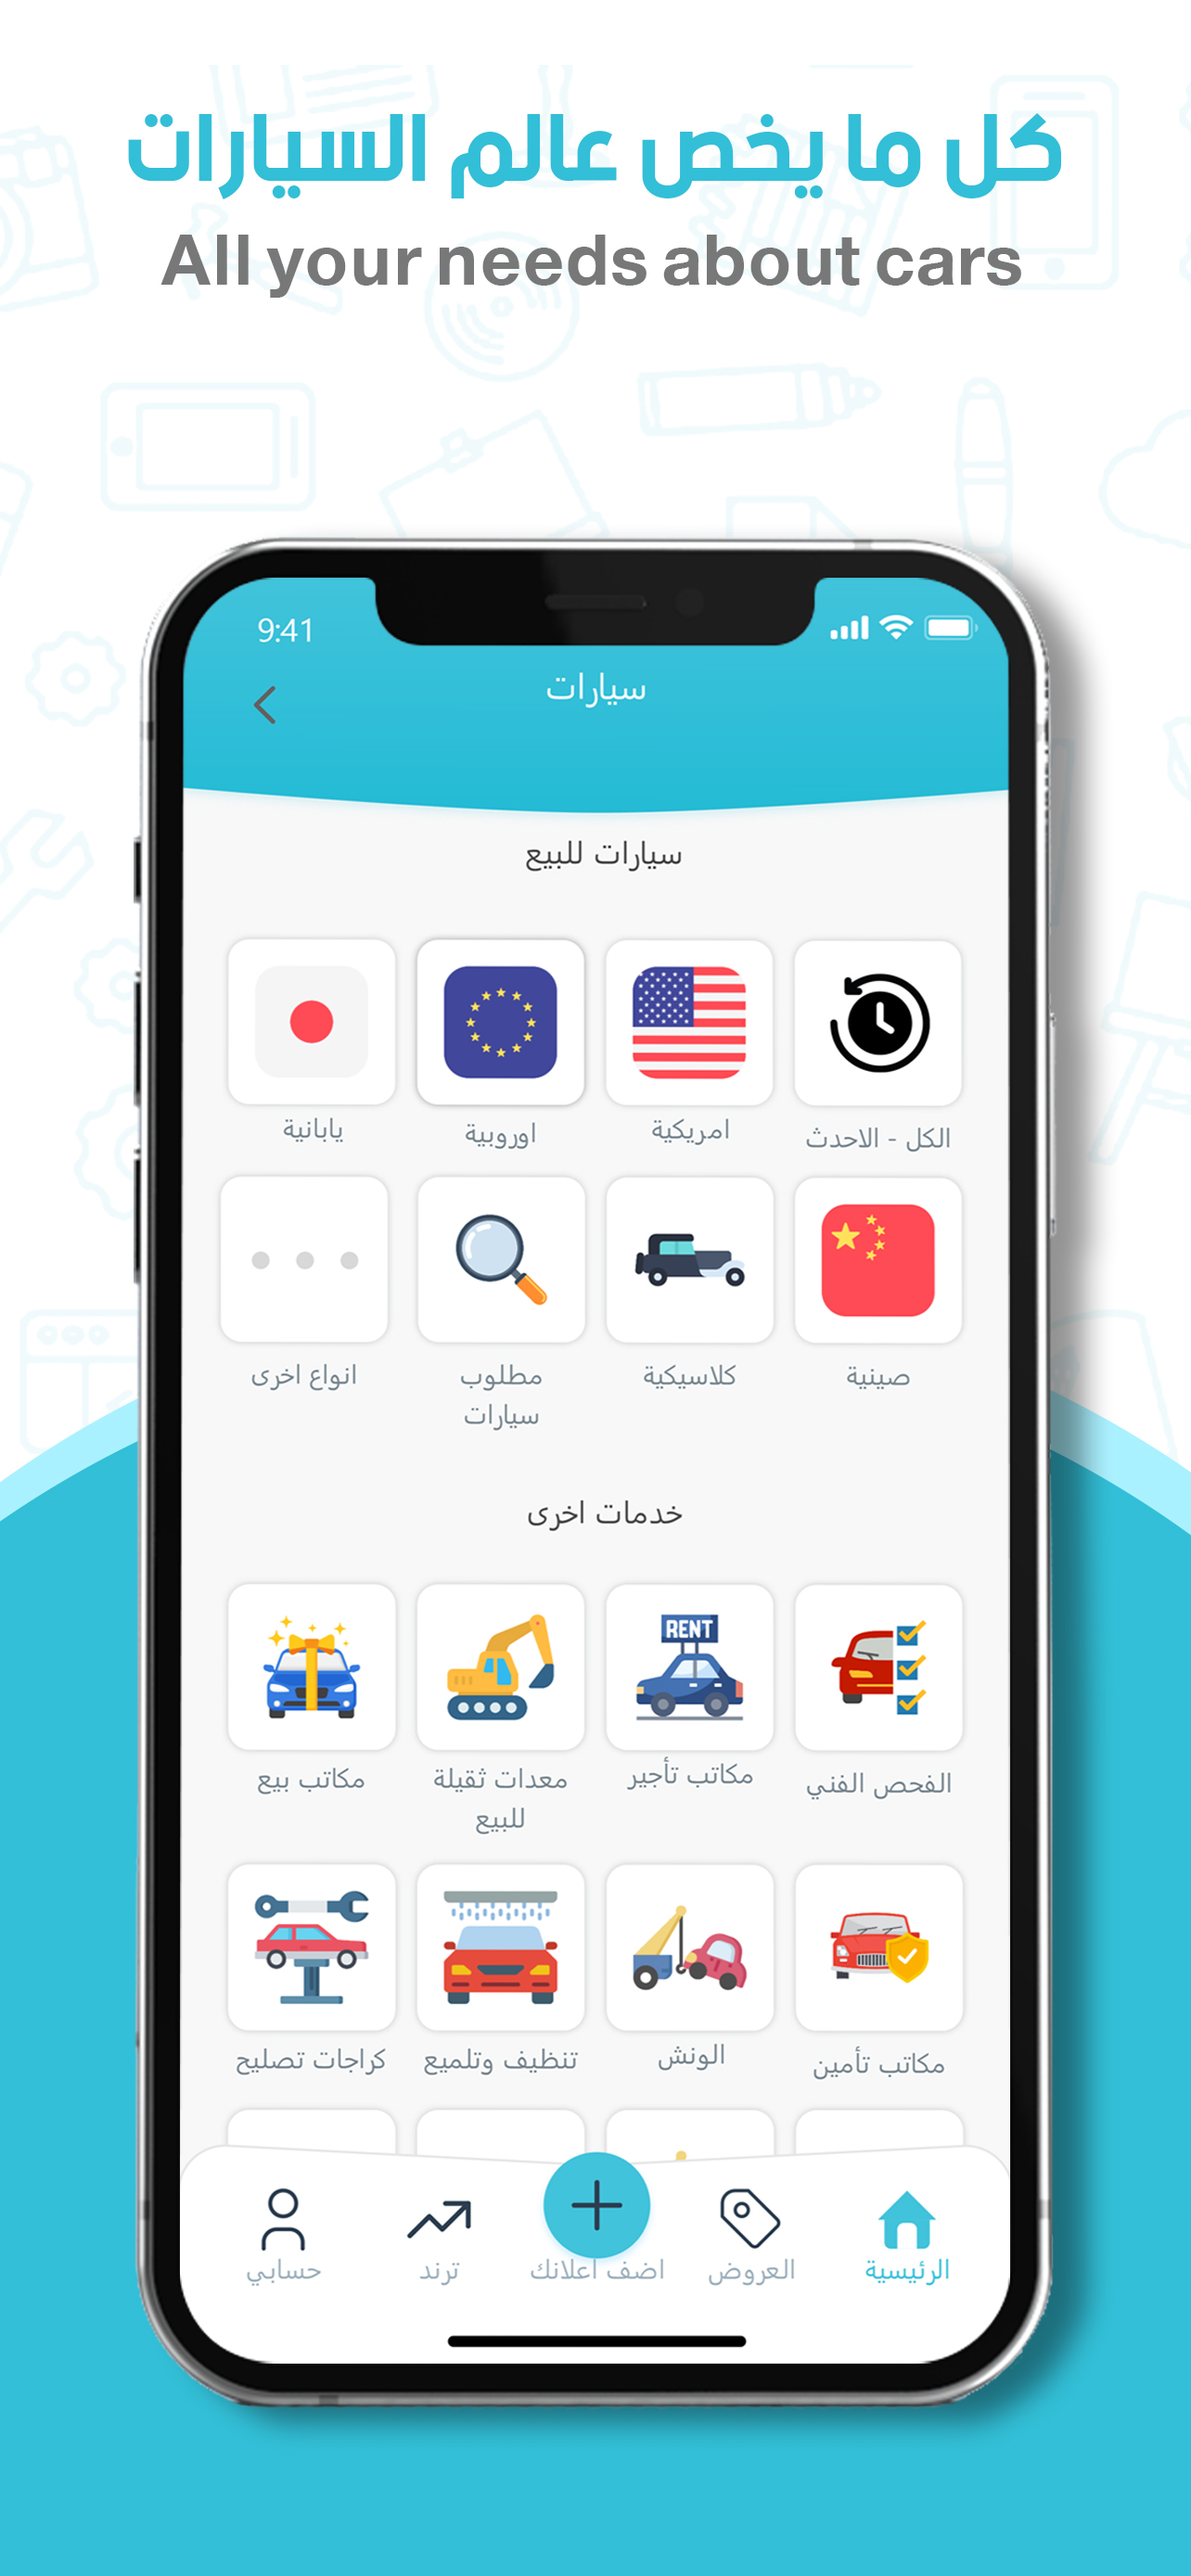 كل ما يخص عالم السيارات
All your needs about cars
9:41
سيارات
سيارات للبيع
الكل - الاحدث
امريكية
اوروبية
يابانية
صينية
كلاسيكية
مطلوب
سيارات
انواع اخرى
خدمات اخرى
RENT
الفحص الفني
مكاتب تأجير
معدات ثقيلة
للبيع
مكاتب بيع
مكاتب تأمين
الونش
تنظيف وتلميع
كراجات تصليح
الرئيسية
العروض
اضف اعلانك
ترند
حسابي